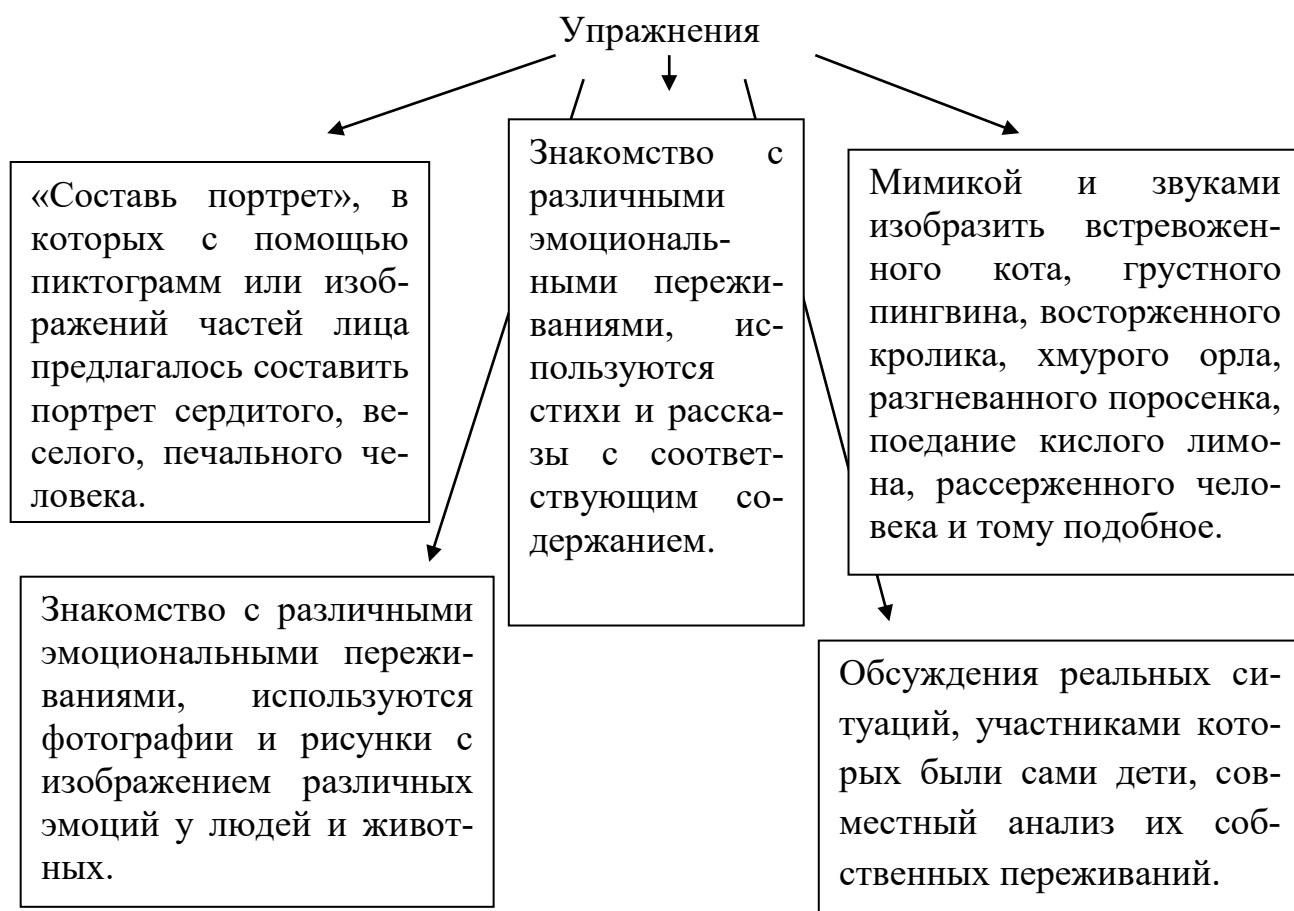 Упражнения
«Составь портрет», в
которых с помощью
пиктограмм или изоб-
ражений частей лица
предлагалось составить
портрет сердитого, ве-
селого, печального че-
ловека.
Знакомство с
различными
эмоциональ-
ными пережи-
ваниями, ис-
пользуются
стихи и расска-
зы с соответ-
ствующим со-
держанием.
Мимикой и звуками
изобразить встревожен-
ного кота, грустного
пингвина, восторженного
кролика, хмурого орла,
разгневанного поросенка,
поедание кислого лимо-
на, рассерженного чело-
века и тому подобное.
Знакомство с различными
эмоциональными пережи-
ваниями, используются
фотографии и рисунки с
изображением различных
эмоций у людей и живот-
ных.
Обсуждения реальных си-
туаций, участниками кото-
рых были сами дети, сов-
местный анализ их соб-
ственных переживаний.